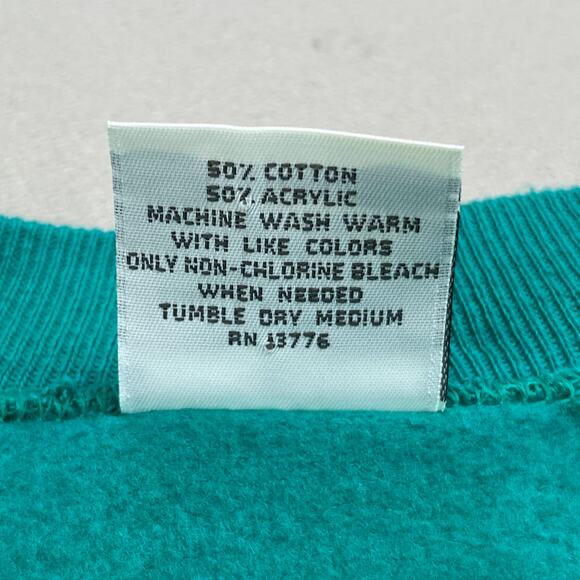 50% COTTON
50% ACRYLIC
MACHINE WASH WARM
WITH LIKE COLORS
ONLY NON-CHLORINE BLEACH
WHEN NEEDED
TUMBLE DRY MEDIUM
RN 13776